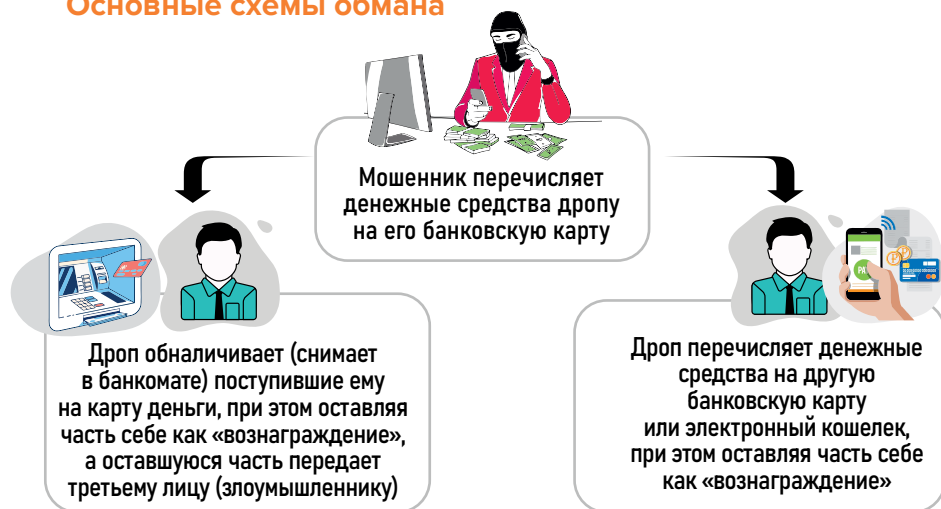 Основные схемы обмана
Мошенник перечисляет
денежные средства дропу
на его банковскую карту
Дроп обналичивает (снимает
в банкомате) поступившие ему
на карту деньги, при этом оставляя
часть себе как «вознаграждение»,
а оставшуюся часть передает
третьему лицу (злоумышленнику)
Дроп перечисляет денежные
средства на другую
банковскую карту
или электронный кошелек,
при этом оставляя часть себе
как «вознаграждение»